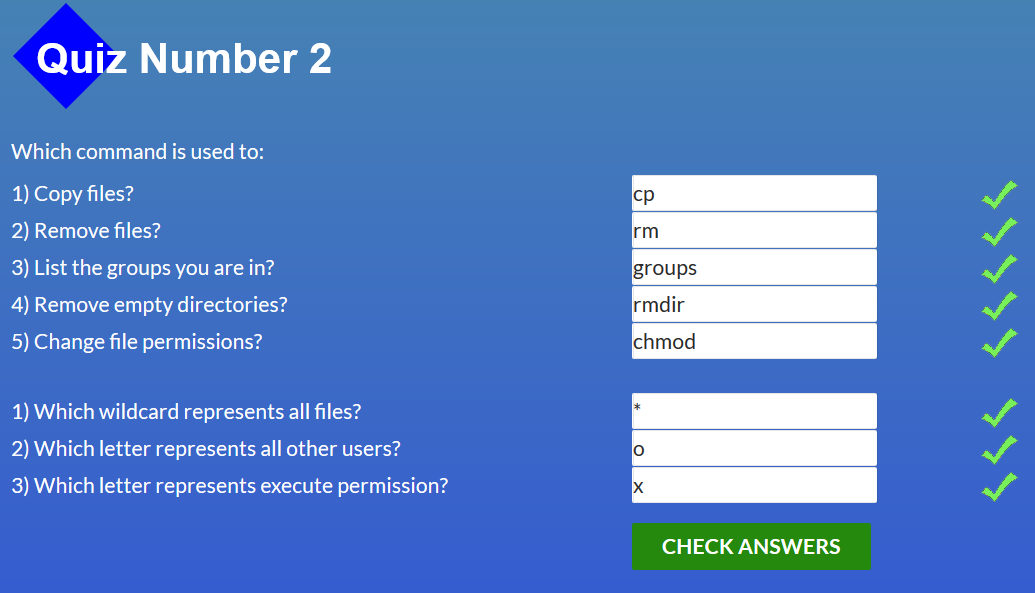 Quiz Number 2
Which command is used to:
1) Copy files? cp
2) Remove files? rm
3) List the groups you are in? groups
4) Remove empty directories? rmdir
5) Change file permissions? chmod
1) Which wildcard represents all files? *
2) Which letter represents all other users? o
3) Which letter represents execute permission? x
CHECK ANSWERS